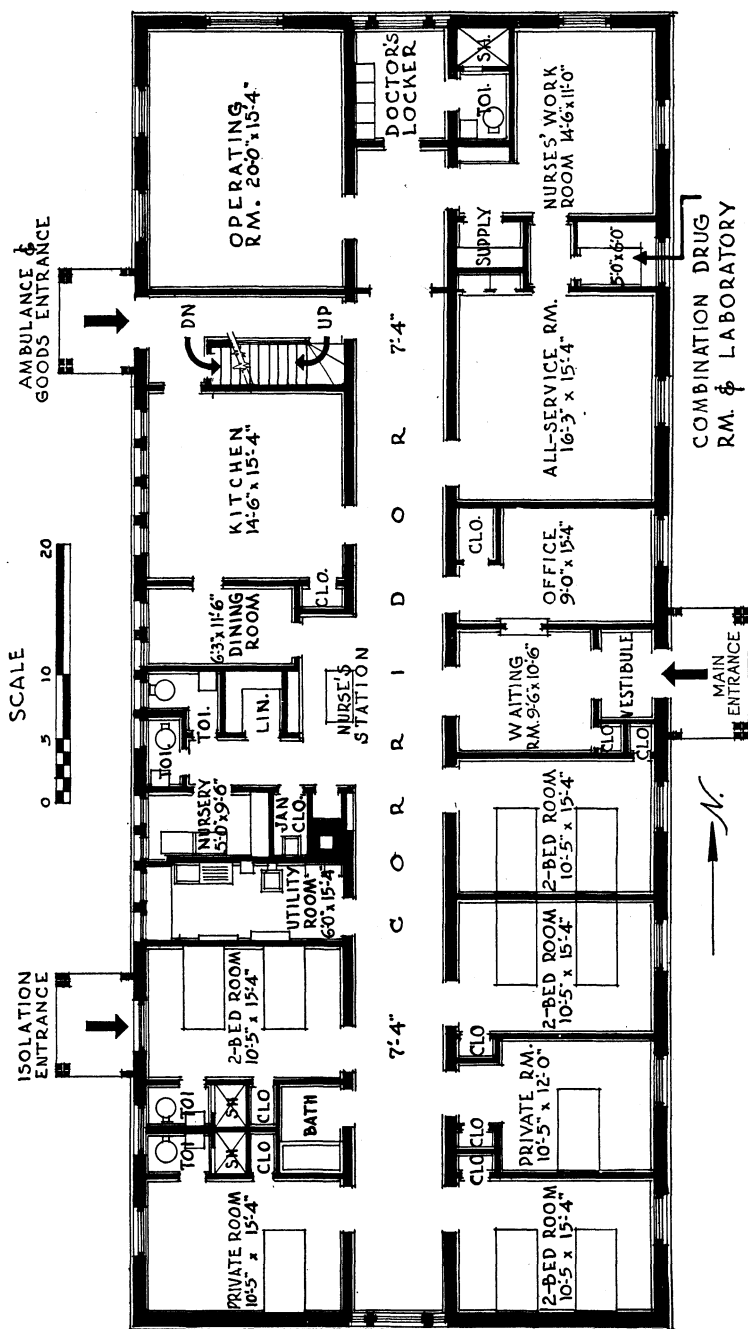 SCALE
0 5 10 20
ISOLATION
ENTRANCE
AMBULANCE &
GOODS ENTRANCE
PRIVATE ROOM
10'-5" x 15'-4"
TOI
TOI
SH
SH
CLO
CLO
BATH
2-BED ROOM
10'-5" x 15'-4"
UTILITY
ROOM-
6'-0" x 15'-4"
NURSERY
5'-0" x 9'-6"
JAN
CLO.
TOI.
TOI.
LIN.
NURSE'S
STATION
6'-3" x 11'-6"
DINING
ROOM
CLO.
KITCHEN
14'-6" x 15'-4"
DN
UP
OPERATING
RM. 20'-0" x 15'-4"
7'-4"
CORRIDOR
7'-4"
DOCTOR'S
LOCKER
2-BED ROOM
10'-5 x 15'-4"
CLO
CLO
PRIVATE RM.
10'-5" x 12'-0"
CLO
2-BED ROOM
10'-5" x 15'-4"
2-BED ROOM
10'-5" x 15'-4"
CLO
CLO
WAITING
RM. 9'-6" x 10'-6"
VESTIBULE
CLO.
OFFICE
9'-0" x 15'-4"
ALL-SERVICE RM.
16'-3" x 15'-4"
SUPPLY
5'-0" x 6'-0"
TOI.
SH.
NURSES' WORK
ROOM 14'-6" x 11'-0"
N.
MAIN
ENTRANCE
COMBINATION DRUG
RM. & LABORATORY